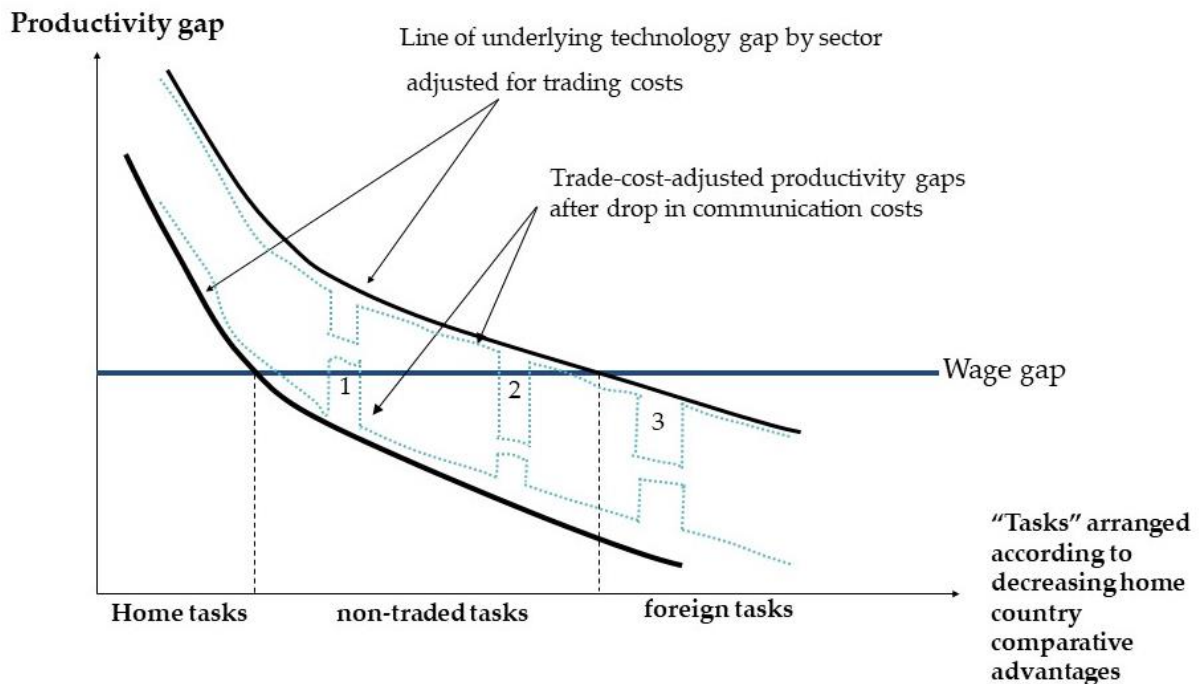 Productivity gap
Line of underlying technology gap by sector
adjusted for trading costs
Trade-cost-adjusted productivity gaps
after drop in communication costs
Wage gap
1
2
3
"Tasks" arranged
according to
decreasing home
country
comparative
advantages
Home tasks
non-traded tasks
foreign tasks